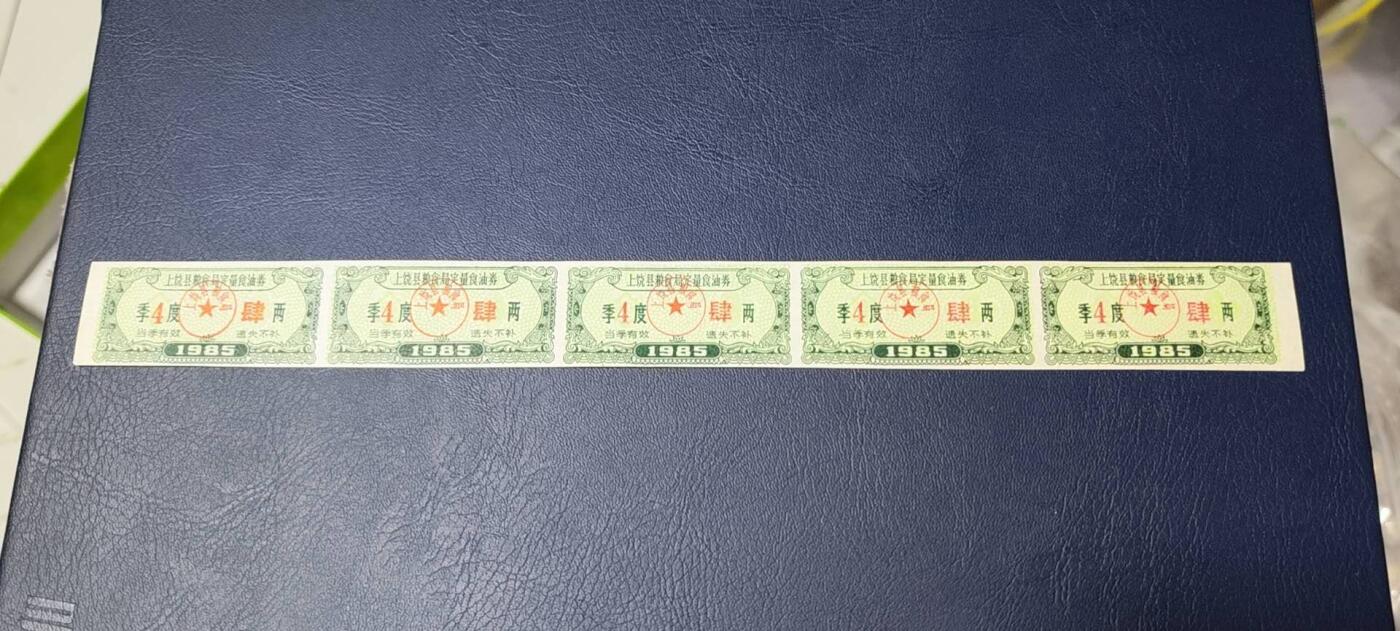 上饶县粮食局定量食油券
季4度 肆 两
当季有效 遗失不补
1985
上饶县粮食局定量食油券
季4度 肆 两
当季有效 遗失不补
1985
上饶县粮食局定量食油券
季4度 肆 两
当季有效 遗失不补
1985
上饶县粮食局定量食油券
季4度 肆 两
当季有效 遗失不补
1985
上饶县粮食局定量食油券
季4度 肆 两
当季有效 遗失不补
1985